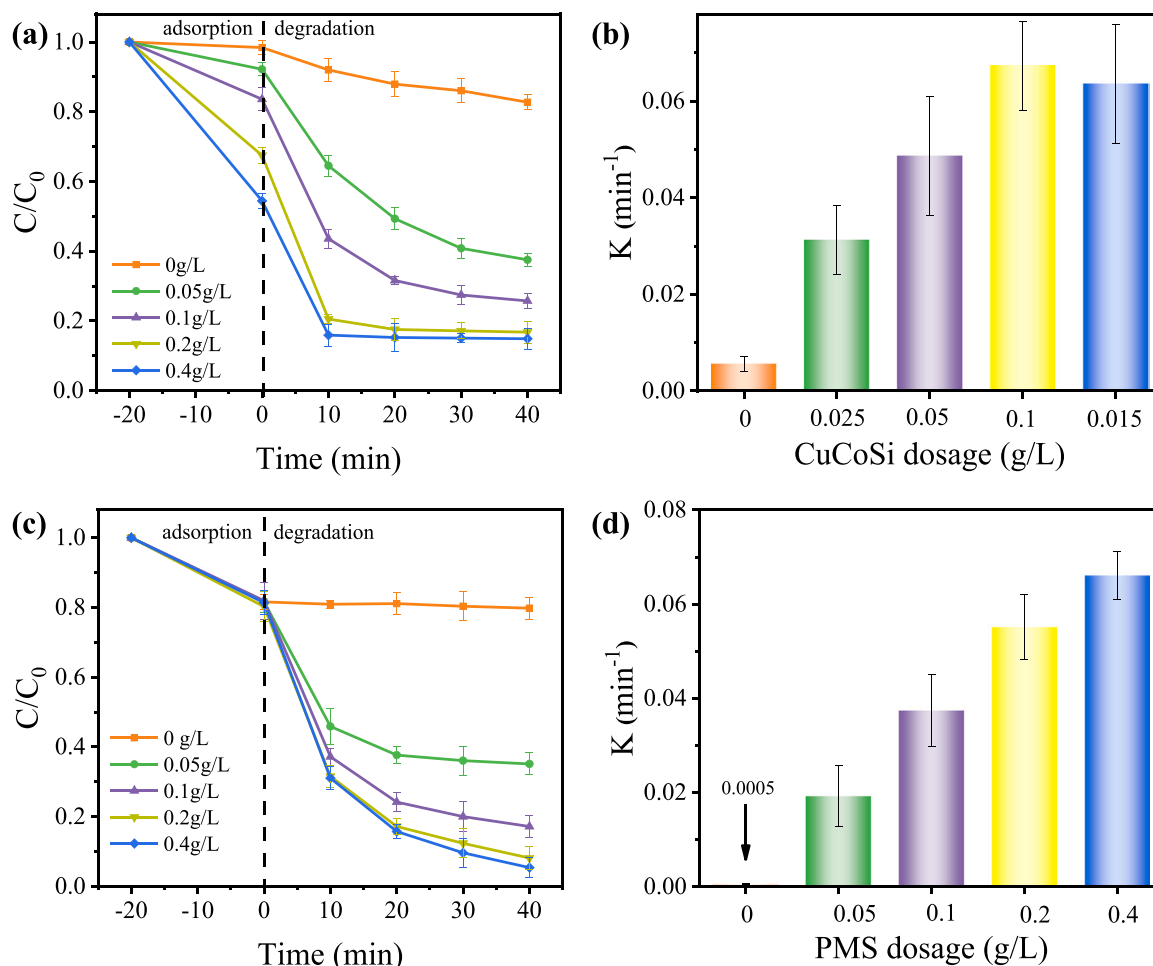 (a)
adsorption degradation
1.0
0.8
0.6
0.4
0.2
0.0
C/C₀
0g/L
0.05g/L
0.1g/L
0.2g/L
0.4g/L
-20 -10 0 10 20 30 40
Time (min)
(b)
0.06
0.04
0.02
0.00
K (min⁻¹)
0 0.025 0.05 0.1 0.015
CuCoSi dosage (g/L)
(c)
adsorption degradation
1.0
0.8
0.6
0.4
0.2
0.0
C/C₀
0 g/L
0.05g/L
0.1g/L
0.2g/L
0.4g/L
-20 -10 0 10 20 30 40
Time (min)
(d)
0.08
0.06
0.04
0.02
0.00
K (min⁻¹)
0.0005
0 0.05 0.1 0.2 0.4
PMS dosage (g/L)